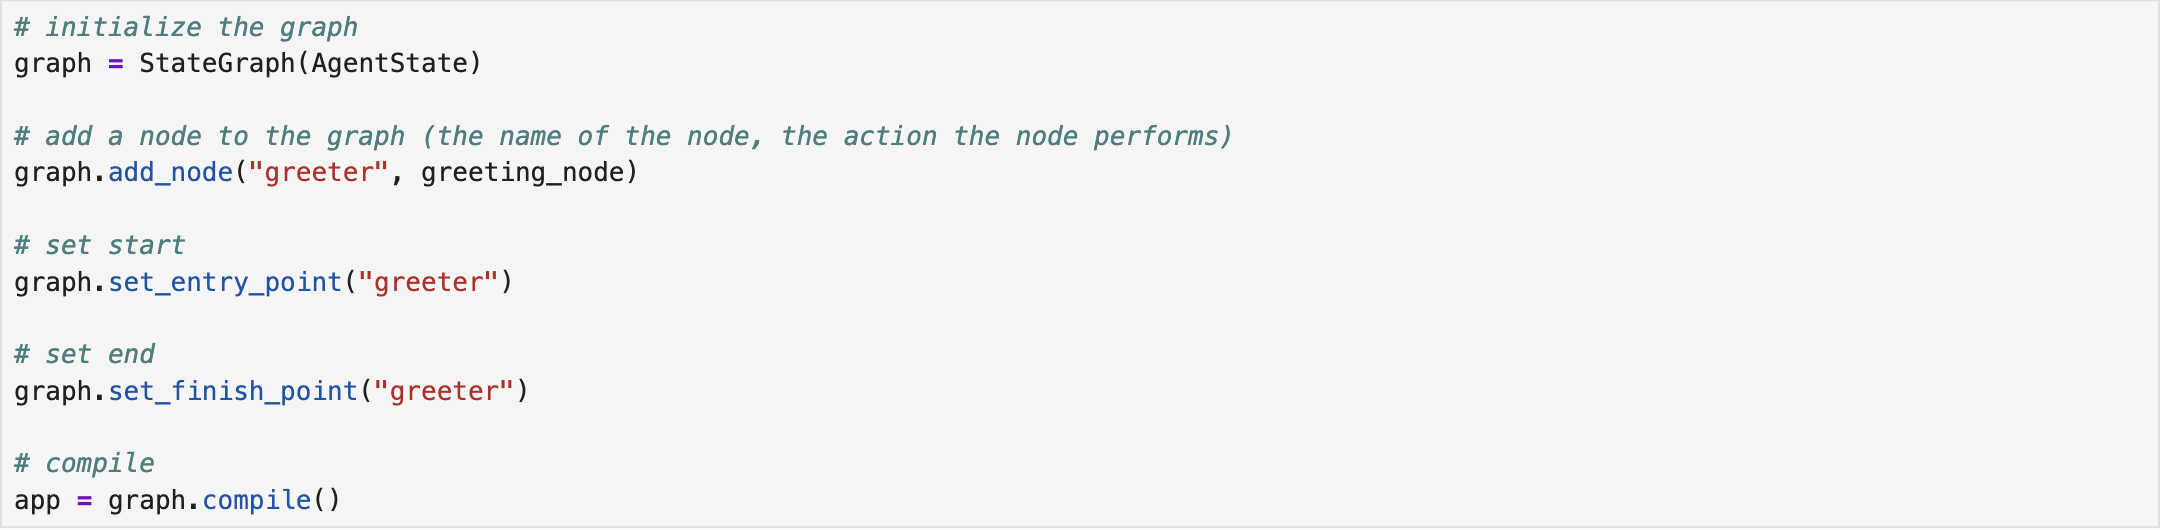 # initialize the graph
graph = StateGraph(AgentState)
# add a node to the graph (the name of the node, the action the node performs)
graph.add_node("greeter", greeting_node)
# set start
graph.set_entry_point("greeter")
# set end
graph.set_finish_point("greeter")
# compile
app = graph.compile()